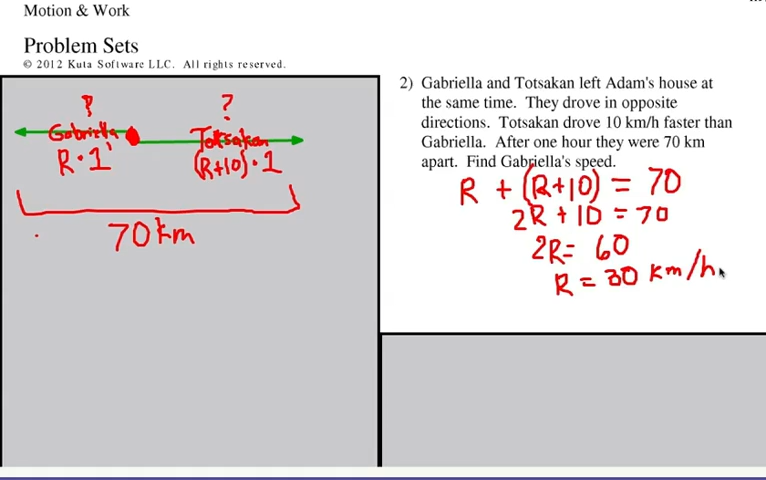 Motion & Work
Problem Sets
© 2012 Kuta Software LLC. All rights reserved.
? ?
Gabriella Totsakan
R · 1 (R+10) · 1
70 km
2) Gabriella and Totsakan left Adam's house at
the same time. They drove in opposite
directions. Totsakan drove 10 km/h faster than
Gabriella. After one hour they were 70 km
apart. Find Gabriella's speed.
R + (R+10) = 70
2R + 10 = 70
2R = 60
R = 30 km/h